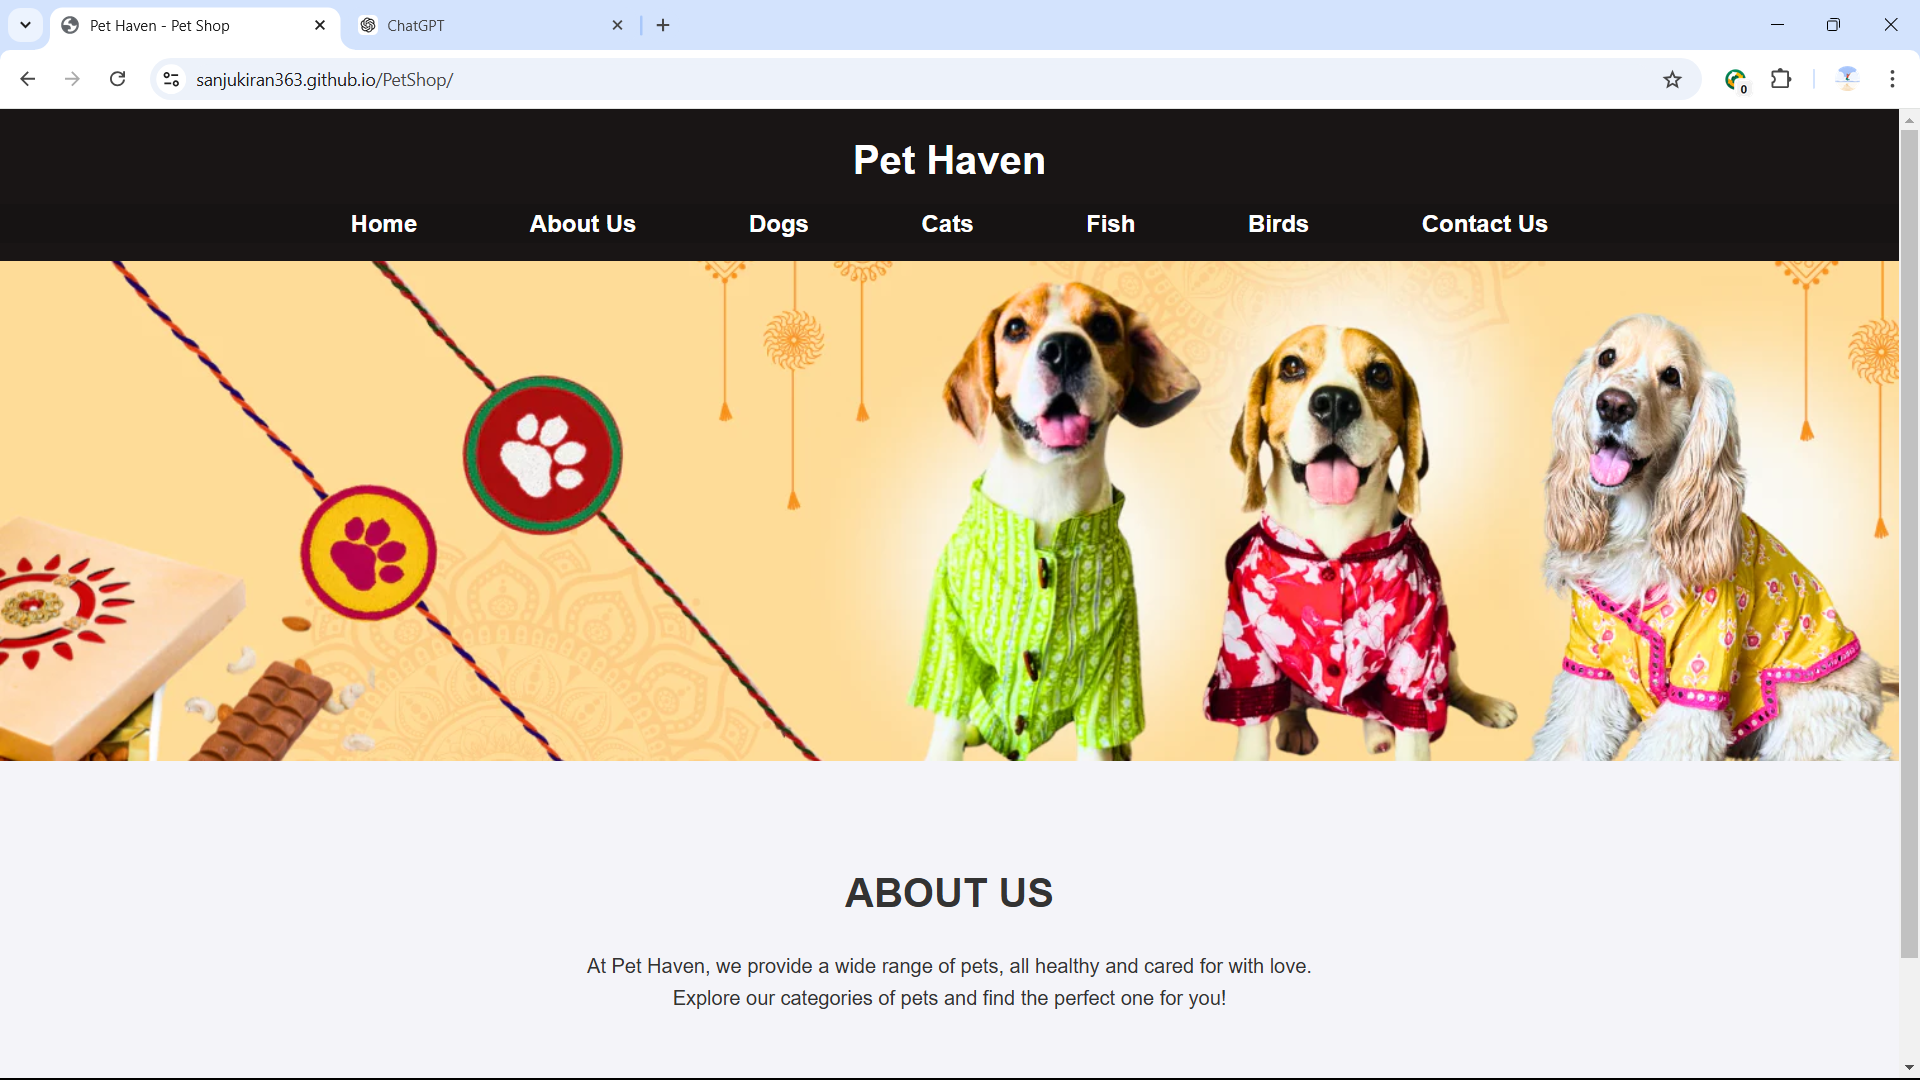 Pet Haven - Pet Shop
ChatGPT
sanjukiran363.github.io/PetShop/
0
Pet Haven
Home About Us Dogs Cats Fish Birds Contact Us
ABOUT US
At Pet Haven, we provide a wide range of pets, all healthy and cared for with love.
Explore our categories of pets and find the perfect one for you!